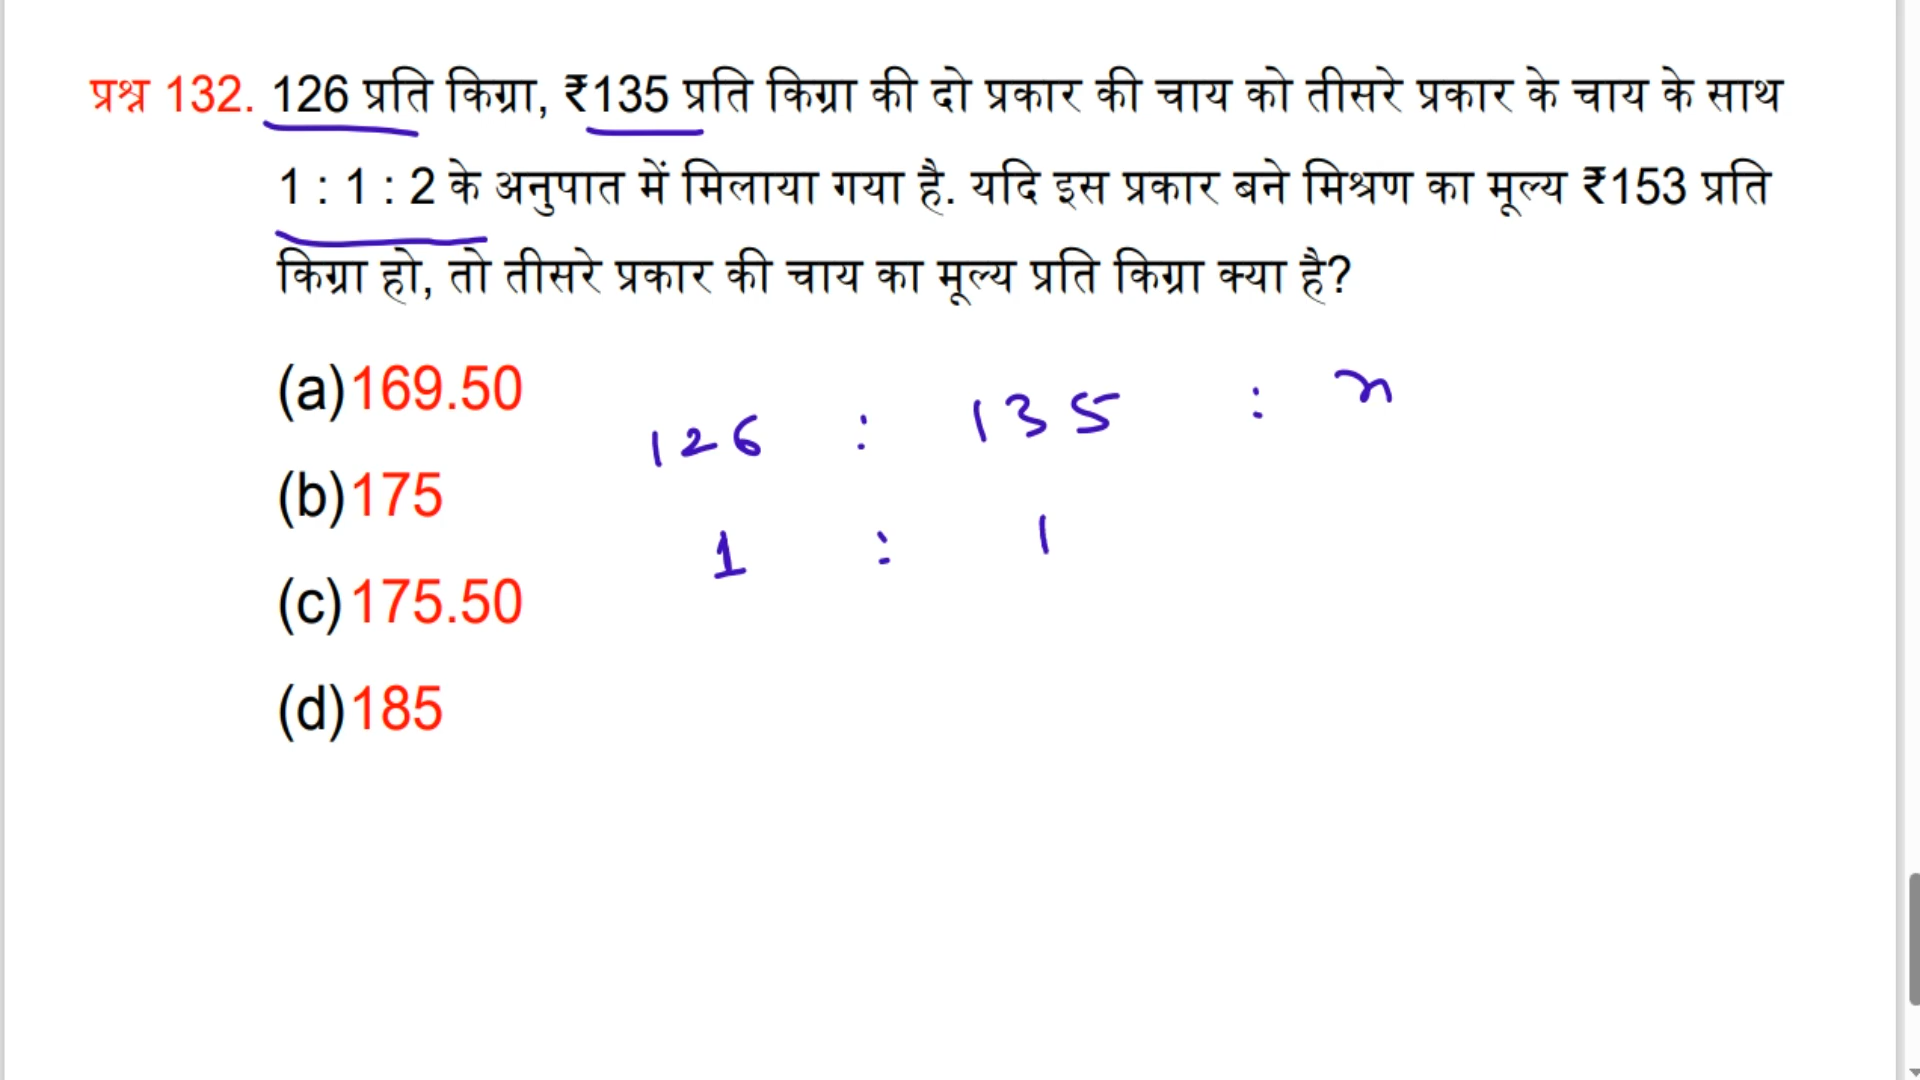 प्रश्न 132. 126 प्रति किग्रा, ₹135 प्रति किग्रा की दो प्रकार की चाय को तीसरे प्रकार के चाय के साथ
1 : 1 : 2 के अनुपात में मिलाया गया है. यदि इस प्रकार बने मिश्रण का मूल्य ₹153 प्रति
किग्रा हो, तो तीसरे प्रकार की चाय का मूल्य प्रति किग्रा क्या है?
(a)169.50
126 : 135 : x
(b)175
1 : 1
(c)175.50
(d)185